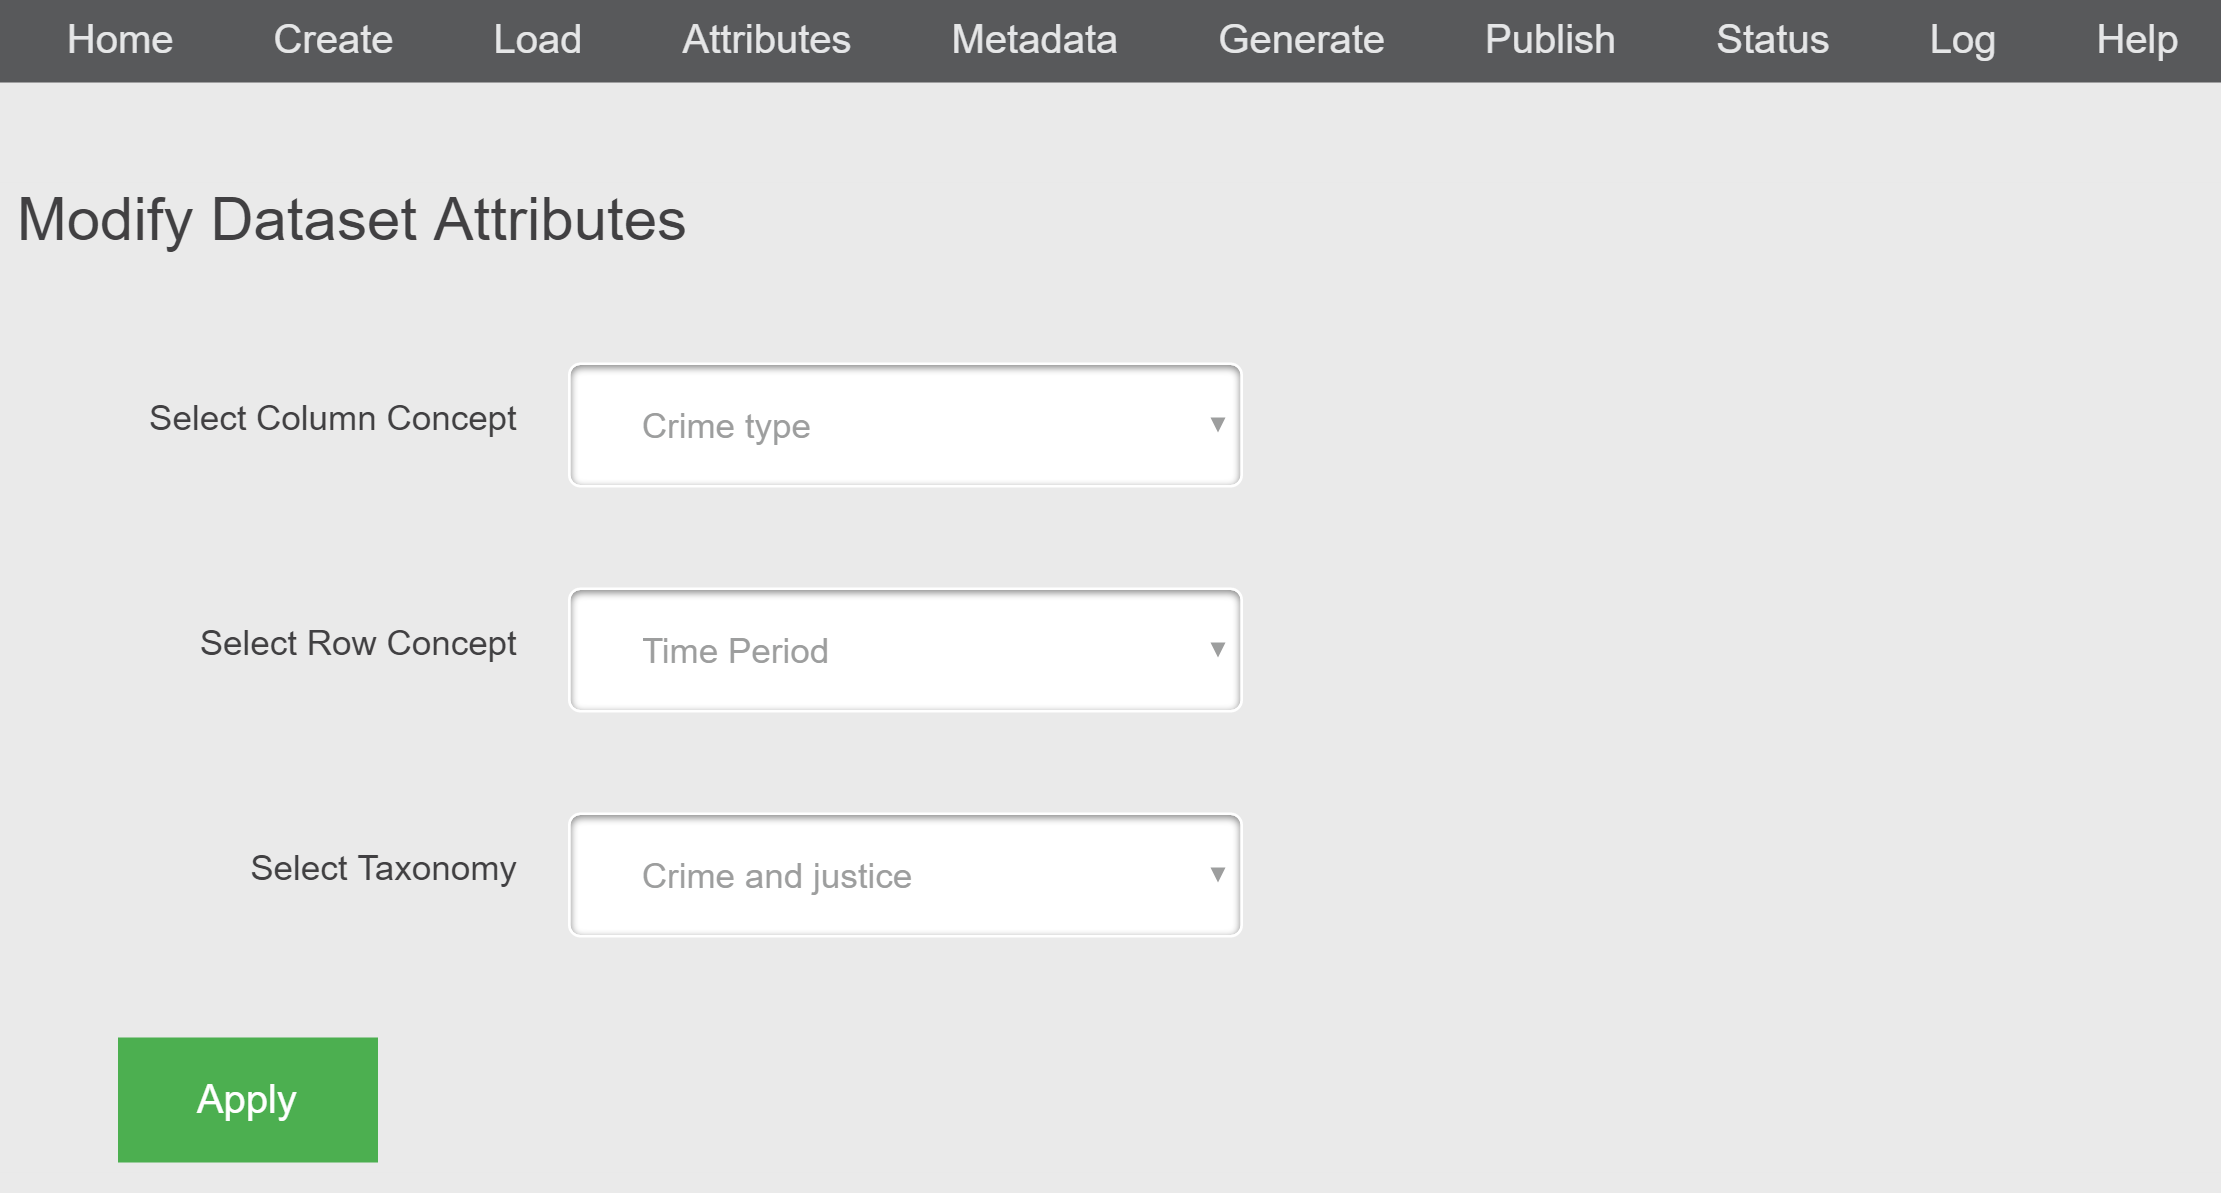 Home Create Load Attributes Metadata Generate Publish Status Log Help
Modify Dataset Attributes
Select Column Concept Crime type
Select Row Concept Time Period
Select Taxonomy Crime and justice
Apply